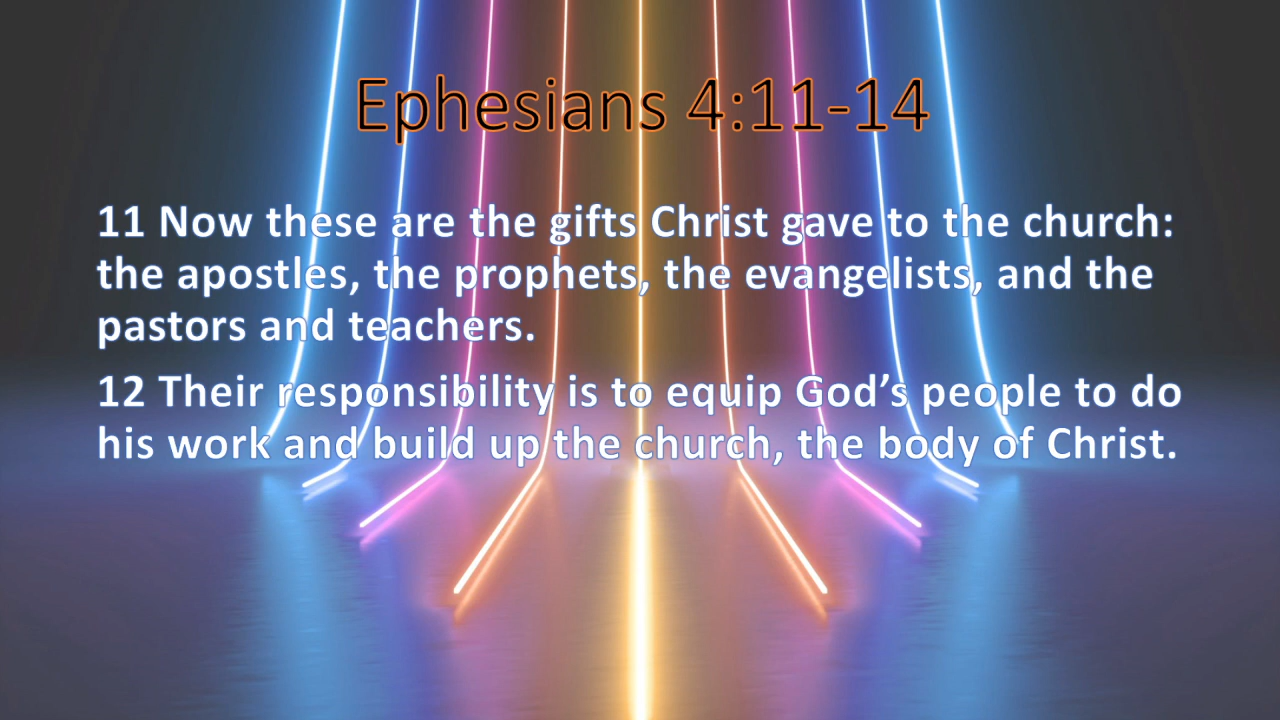 Ephesians 4:11-14
11 Now these are the gifts Christ gave to the church:
the apostles, the prophets, the evangelists, and the
pastors and teachers.
12 Their responsibility is to equip God’s people to do
his work and build up the church, the body of Christ.